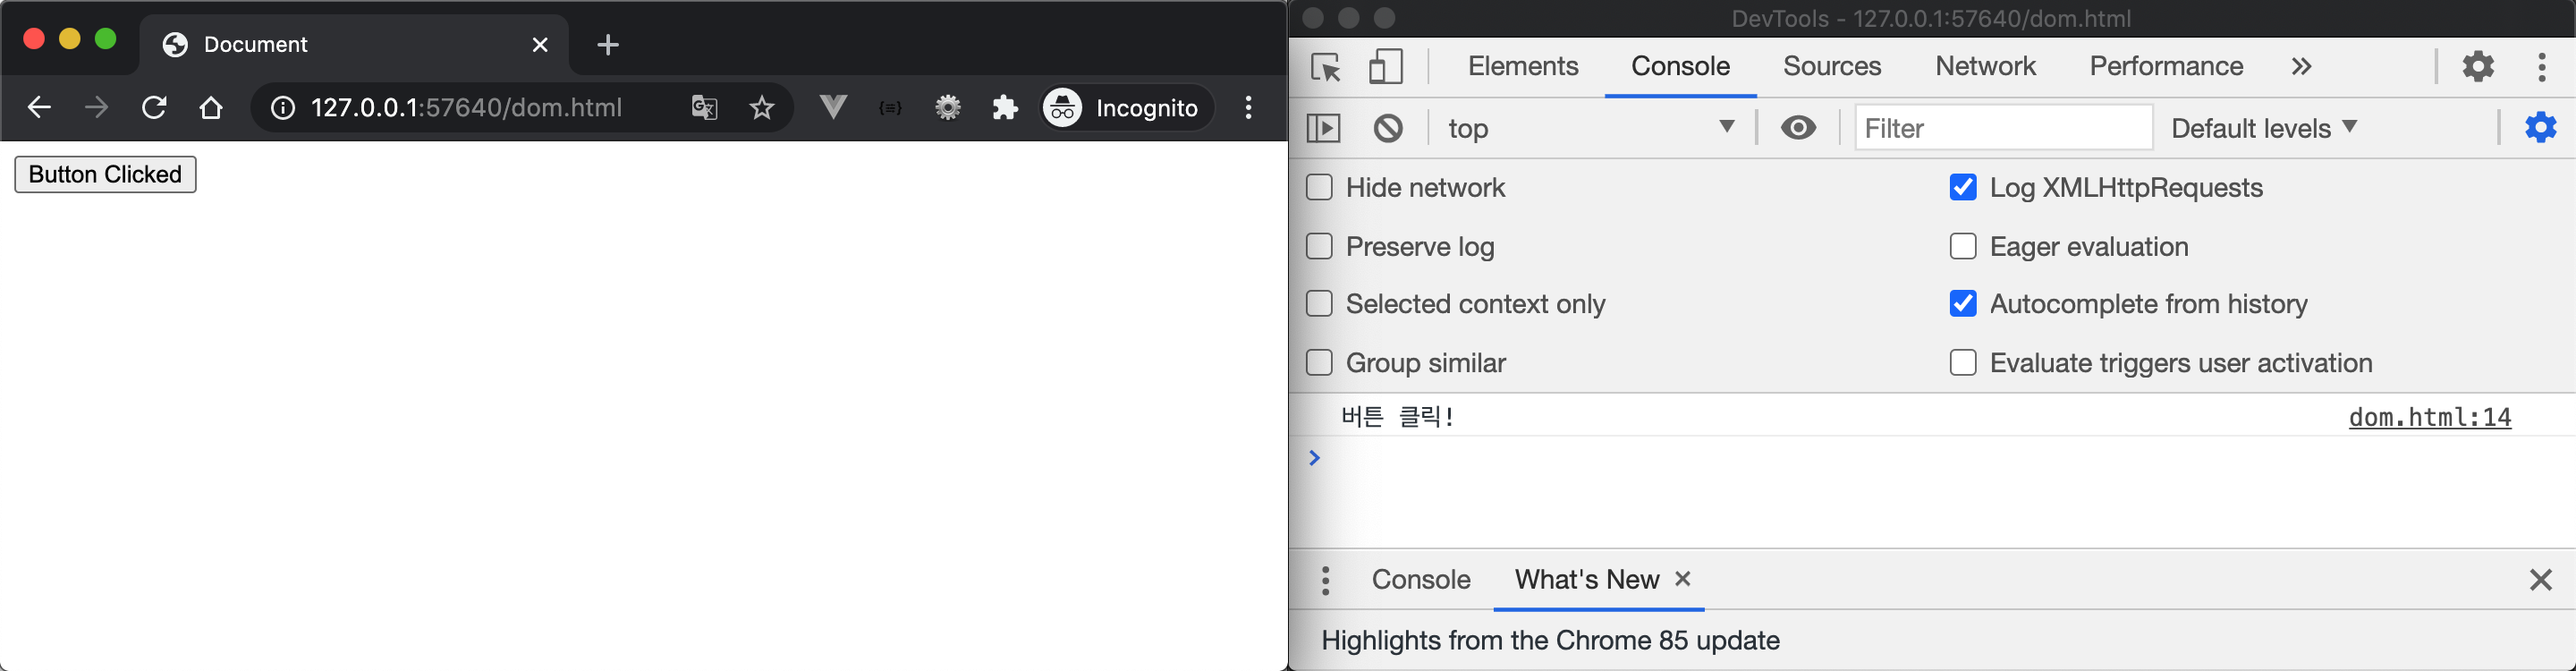 Document
127.0.0.1:57640/dom.html
Incognito
Button Clicked
DevTools - 127.0.0.1:57640/dom.html
Elements Console Sources Network Performance
top Filter Default levels
Hide network Log XMLHttpRequests
Preserve log Eager evaluation
Selected context only Autocomplete from history
Group similar Evaluate triggers user activation
버튼 클릭! dom.html:14
Console What's New
Highlights from the Chrome 85 update